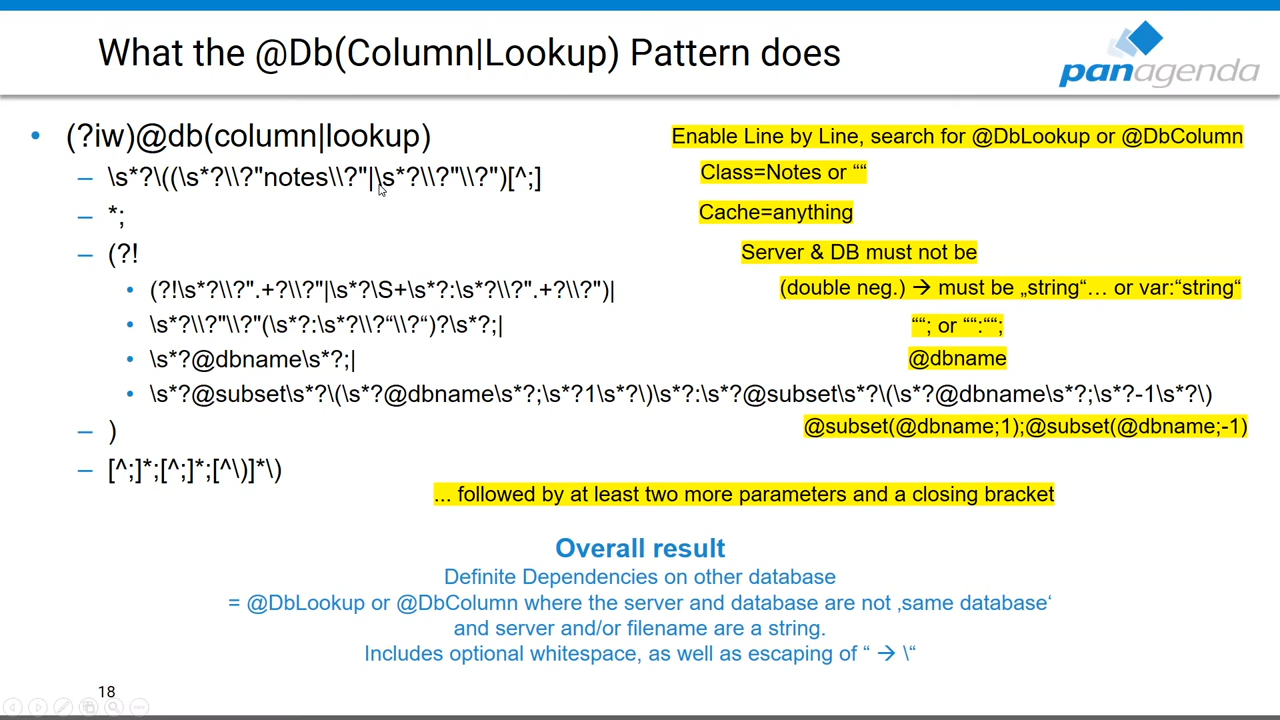 What the @Db(Column|Lookup) Pattern does
panagenda
• (?iw)@db(column|lookup)
Enable Line by Line, search for @DbLookup or @DbColumn
– \s*?\((\s*?\\?"notes\\?"|\s*?\\?"\\?")[^;]
Class=Notes or ““
– *;
Cache=anything
– (?!
Server & DB must not be
• (?!\s*?\\?".+?\\?"|\s*?\S+\s*?:\s*?\\?".+?\\?")|
(double neg.) → must be „string“… or var:“string“
• \s*?\\?"\\?"(\s*?:\s*?\\?“\\?“)?\s*?;|
““; or ““:““;
• \s*?@dbname\s*?;|
@dbname
• \s*?@subset\s*?\(\s*?@dbname\s*?;\s*?1\s*?\)\s*?:\s*?@subset\s*?\(\s*?@dbname\s*?;\s*?-1\s*?\)
– )
@subset(@dbname;1);@subset(@dbname;-1)
– [^;]*;[^;]*;[^\)]*\)
... followed by at least two more parameters and a closing bracket
Overall result
Definite Dependencies on other database
= @DbLookup or @DbColumn where the server and database are not ‚same database‘
and server and/or filename are a string.
Includes optional whitespace, as well as escaping of “ → \“
18